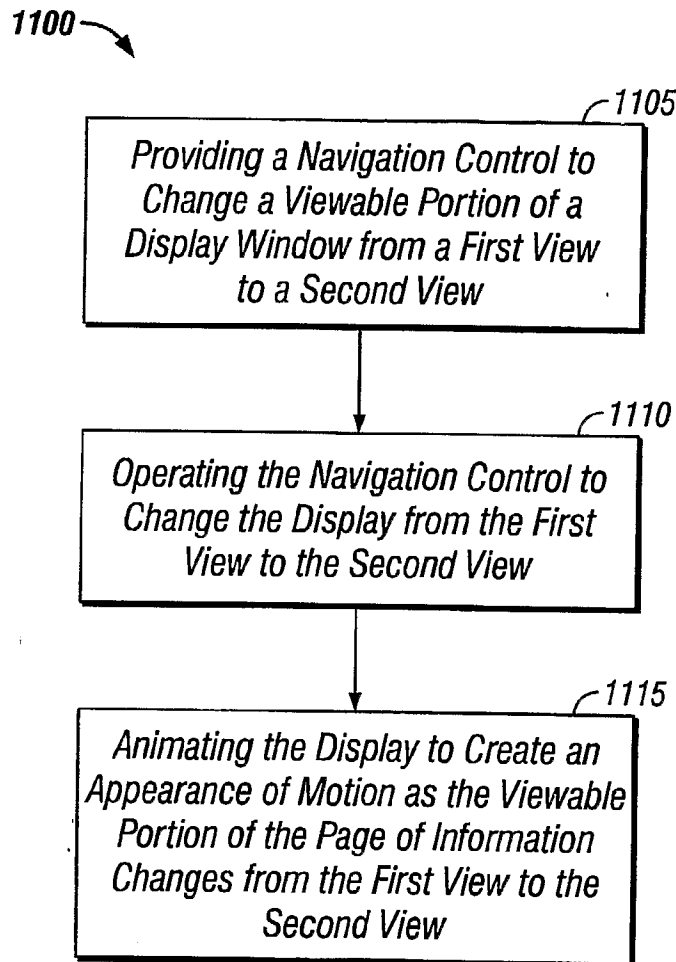 1100
1105
Providing a Navigation Control to
Change a Viewable Portion of a
Display Window from a First View
to a Second View
1110
Operating the Navigation Control to
Change the Display from the First
View to the Second View
1115
Animating the Display to Create an
Appearance of Motion as the Viewable
Portion of the Page of Information
Changes from the First View to the
Second View